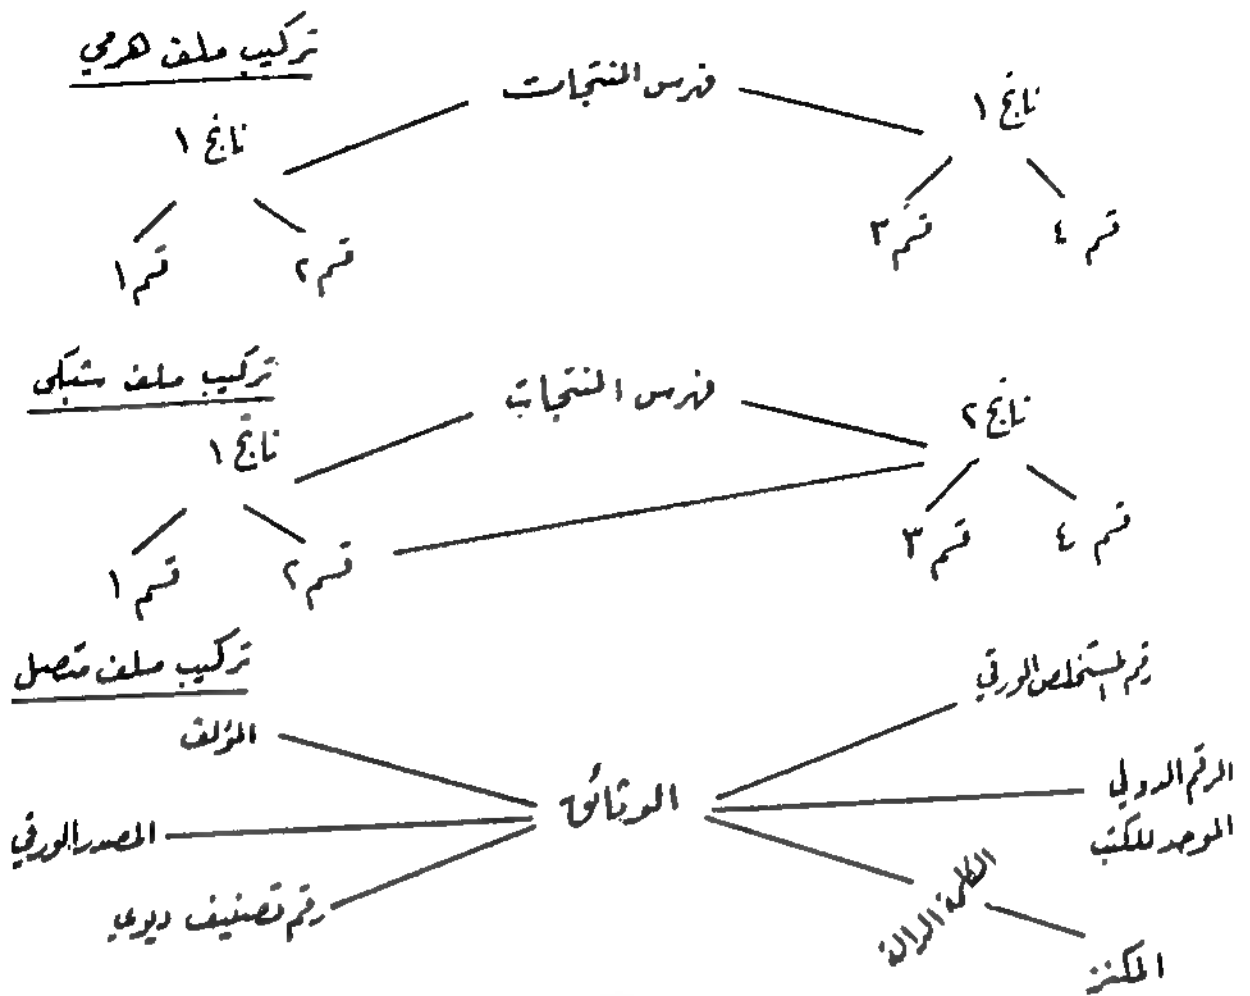 تركيب ملف هرمي
فهرس المنتجات
ناتج ١
ناتج ١
قسم ٤
قسم ٣
قسم ٢
قسم ١
تركيب ملف شبكي
فهرس المنتجات
ناتج ٢
ناتج ١
قسم ٤
قسم ٣
قسم ٢
قسم ١
تركيب ملف متصل
رقم المستخلص الورقي
المؤلف
الوثائق
الرقم الدولي
الموحد للكتب
المصدر الورقي
الكلمة الدالة
رقم تصنيف ديوي
المكنز